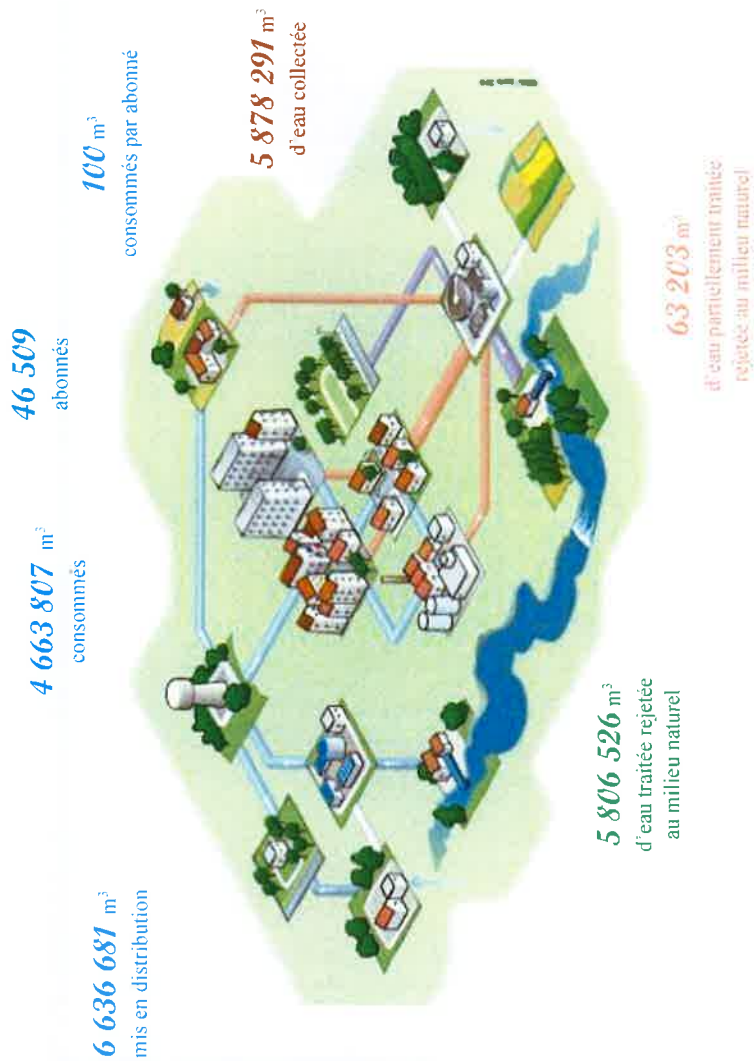 6 636 681 m³
mis en distribution
4 663 807 m³
consommés
46 509
abonnés
100 m³
consommés par abonné
5 878 291 m³
d'eau collectée
5 806 526 m³
d'eau traitée rejetée
au milieu naturel
63 203 m³
d'eau partiellement traitée
rejetée au milieu naturel